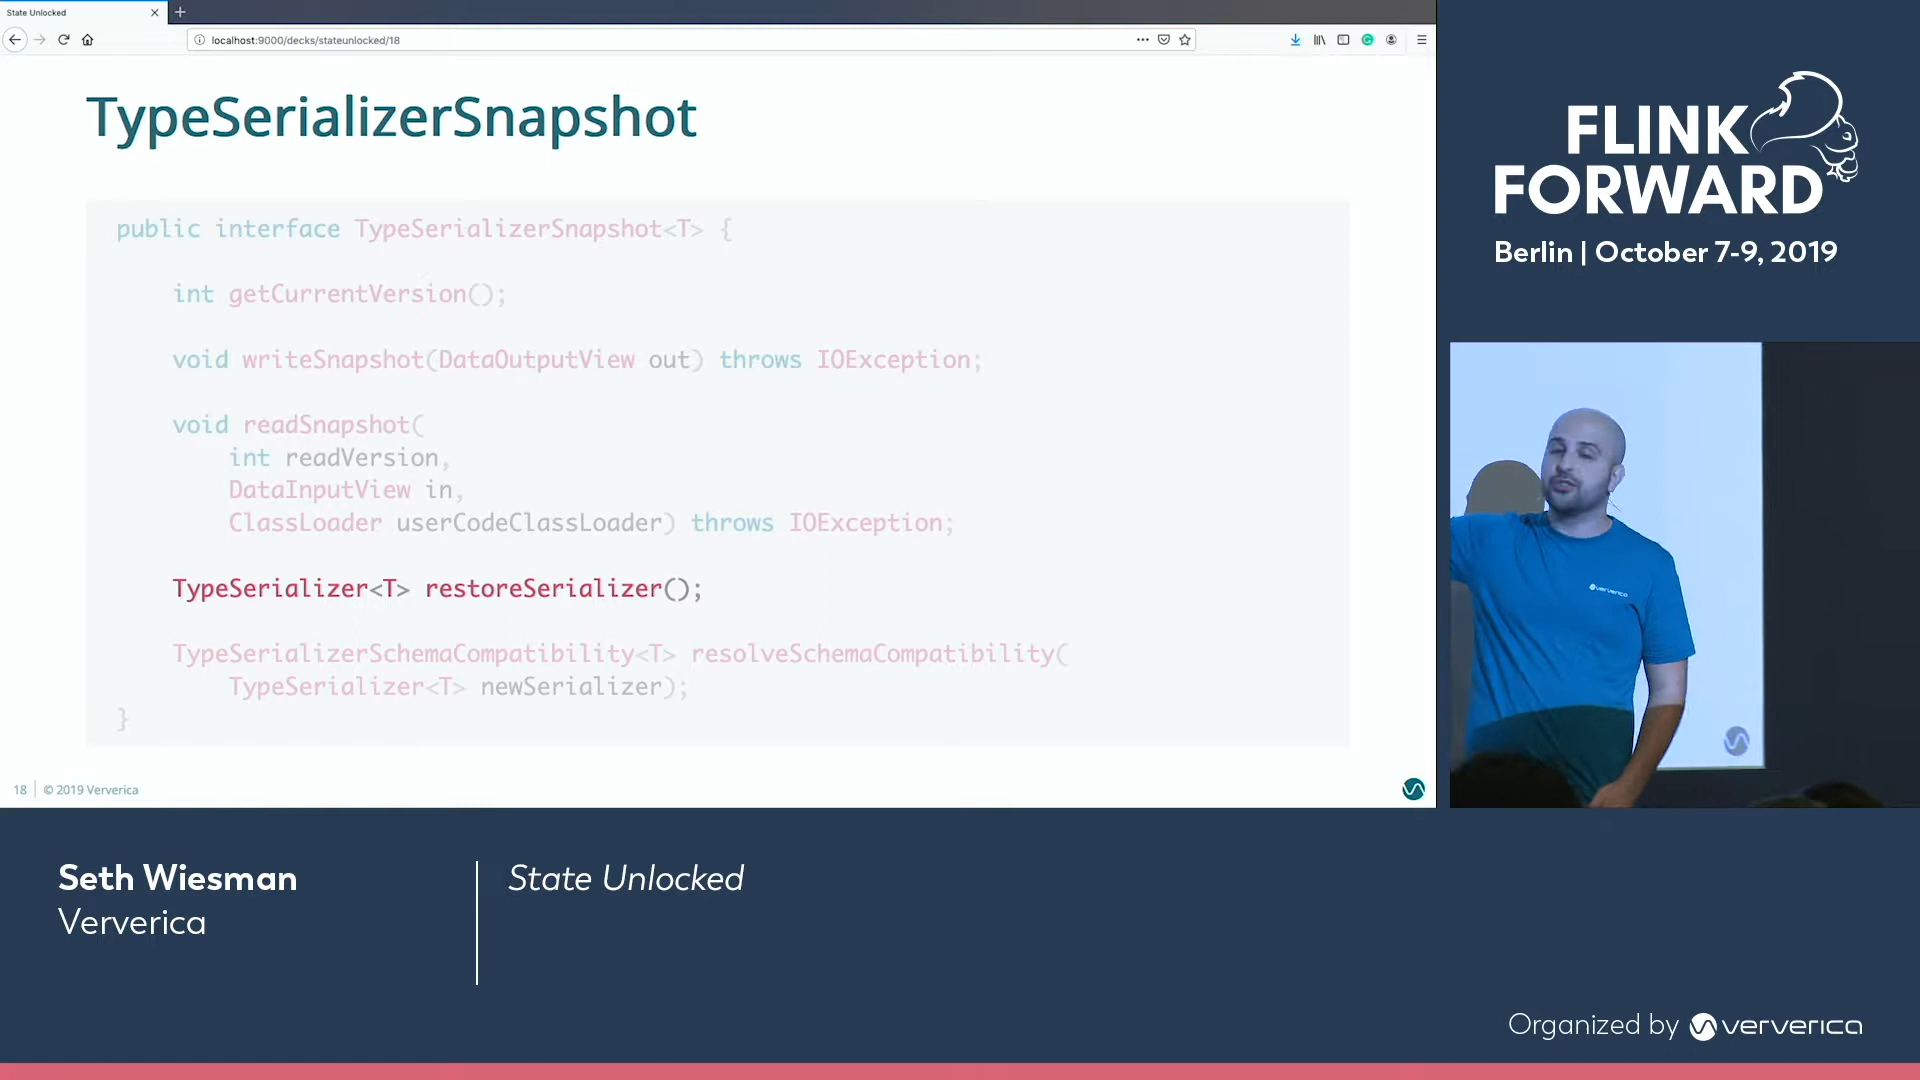 State Unlocked
localhost:9000/decks/stateunlocked/18
TypeSerializerSnapshot
public interface TypeSerializerSnapshot<T> {
int getCurrentVersion();
void writeSnapshot(DataOutputView out) throws IOException;
void readSnapshot(
int readVersion,
DataInputView in,
ClassLoader userCodeClassLoader) throws IOException;
TypeSerializer<T> restoreSerializer();
TypeSerializerSchemaCompatibility<T> resolveSchemaCompatibility(
TypeSerializer<T> newSerializer);
}
18 | © 2019 Ververica
FLINK
FORWARD
Berlin | October 7-9, 2019
ververica
Seth Wiesman
Ververica
State Unlocked
Organized by ververica